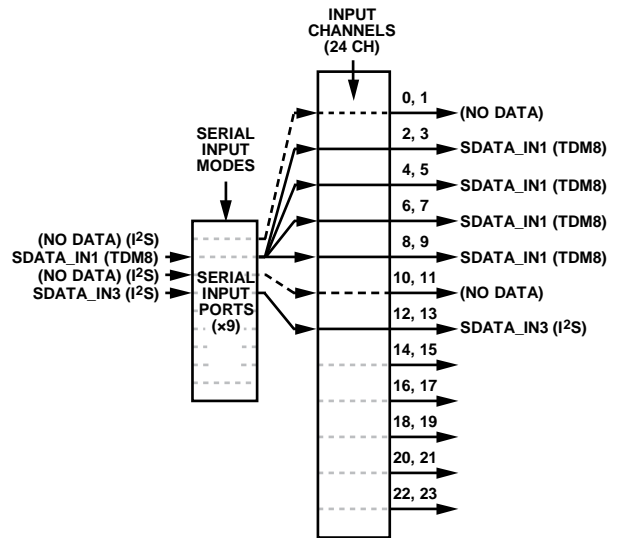 INPUT
CHANNELS
(24 CH)
SERIAL
INPUT
MODES
(NO DATA) (I²S)
SDATA_IN1 (TDM8)
(NO DATA) (I²S)
SDATA_IN3 (I²S)
SERIAL
INPUT
PORTS
(×9)
0, 1
(NO DATA)
2, 3
SDATA_IN1 (TDM8)
4, 5
SDATA_IN1 (TDM8)
6, 7
SDATA_IN1 (TDM8)
8, 9
SDATA_IN1 (TDM8)
10, 11
(NO DATA)
12, 13
SDATA_IN3 (I²S)
14, 15
16, 17
18, 19
20, 21
22, 23